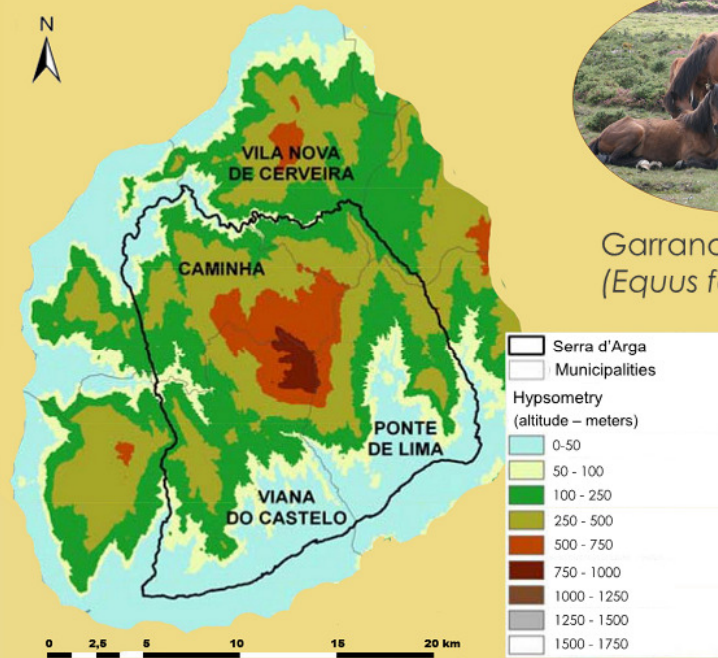 N
VILA NOVA
DE CERVEIRA
CAMINHA
PONTE
DE LIMA
VIANA
DO CASTELO
0 2,5 5 10 15 20 km
(Equus
Serra d'Arga
Municipalities
Hypsometry
(altitude – meters)
0-50
50 - 100
100 - 250
250 - 500
500 - 750
750 - 1000
1000 - 1250
1250 - 1500
1500 - 1750